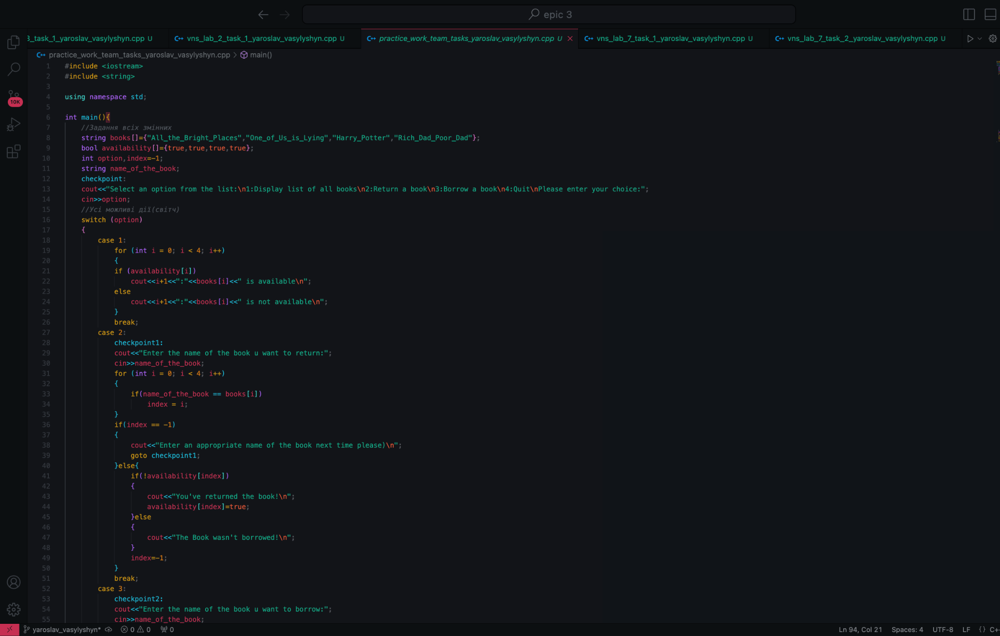 epic 3
3_task_1_yaroslav_vasylyshyn.cpp U
vns_lab_2_task_1_yaroslav_vasylyshyn.cpp U
practice_work_team_tasks_yaroslav_vasylyshyn.cpp U
vns_lab_7_task_1_yaroslav_vasylyshyn.cpp U
vns_lab_7_task_2_yaroslav_vasylyshyn.cpp U
practice_work_team_tasks_yaroslav_vasylyshyn.cpp > main()
10K
1 #include <iostream>
2 #include <string>
3
4 using namespace std;
5
6 int main(){
7 //Задання всіх змінних
8 string books[]={"All_the_Bright_Places","One_of_Us_is_Lying","Harry_Potter","Rich_Dad_Poor_Dad"};
9 bool availability[]={true,true,true,true};
10 int option,index=-1;
11 string name_of_the_book;
12 checkpoint:
13 cout<<"Select an option from the list:\n1:Display list of all books\n2:Return a book\n3:Borrow a book\n4:Quit\nPlease enter your choice:";
14 cin>>option;
15 //Усі можливі дії(світч)
16 switch (option)
17 {
18 case 1:
19 for (int i = 0; i < 4; i++)
20 {
21 if (availability[i])
22 cout<<i+1<<":"<<books[i]<<" is available\n";
23 else
24 cout<<i+1<<":"<<books[i]<<" is not available\n";
25 }
26 break;
27 case 2:
28 checkpoint1:
29 cout<<"Enter the name of the book u want to return:";
30 cin>>name_of_the_book;
31 for (int i = 0; i < 4; i++)
32 {
33 if(name_of_the_book == books[i])
34 index = i;
35 }
36 if(index == -1)
37 {
38 cout<<"Enter an appropriate name of the book next time please)\n";
39 goto checkpoint1;
40 }else{
41 if(!availability[index])
42 {
43 cout<<"You've returned the book!\n";
44 availability[index]=true;
45 }else
46 {
47 cout<<"The Book wasn't borrowed!\n";
48 }
49 index=-1;
50 }
51 break;
52 case 3:
53 checkpoint2:
54 cout<<"Enter the name of the book u want to borrow:";
55 cin>>name_of_the_book;
yaroslav_vasylyshyn* 0 0 0 Ln 94, Col 21 Spaces: 4 UTF-8 LF {} C+